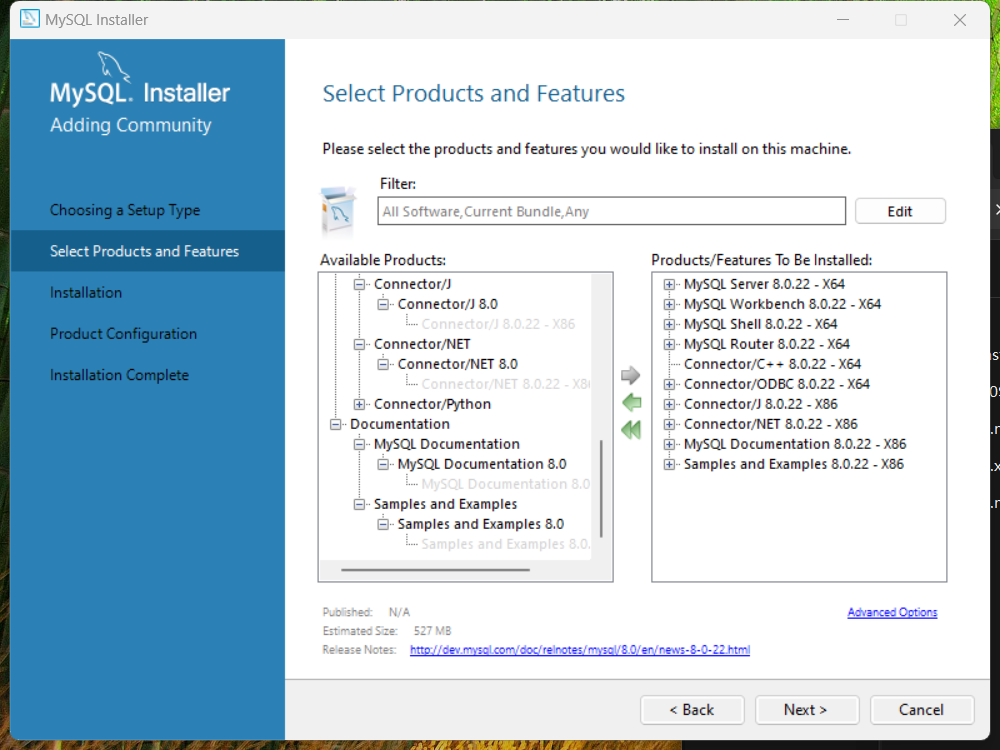 MySQL Installer
MySQL. Installer
Adding Community
Choosing a Setup Type
Select Products and Features
Installation
Product Configuration
Installation Complete
Select Products and Features
Please select the products and features you would like to install on this machine.
Filter:
All Software,Current Bundle,Any
Edit
Available Products:
Connector/J
Connector/J 8.0
Connector/J 8.0.22 - X86
Connector/NET
Connector/NET 8.0
Connector/NET 8.0.22 - X86
Connector/Python
Documentation
MySQL Documentation
MySQL Documentation 8.0
MySQL Documentation 8.0
Samples and Examples
Samples and Examples 8.0
Samples and Examples 8.0.
Products/Features To Be Installed:
MySQL Server 8.0.22 - X64
MySQL Workbench 8.0.22 - X64
MySQL Shell 8.0.22 - X64
MySQL Router 8.0.22 - X64
Connector/C++ 8.0.22 - X64
Connector/ODBC 8.0.22 - X64
Connector/J 8.0.22 - X86
Connector/NET 8.0.22 - X86
MySQL Documentation 8.0.22 - X86
Samples and Examples 8.0.22 - X86
Published: N/A
Estimated Size: 527 MB
Release Notes: http://dev.mysql.com/doc/relnotes/mysql/8.0/en/news-8-0-22.html
Advanced Options
< Back
Next >
Cancel